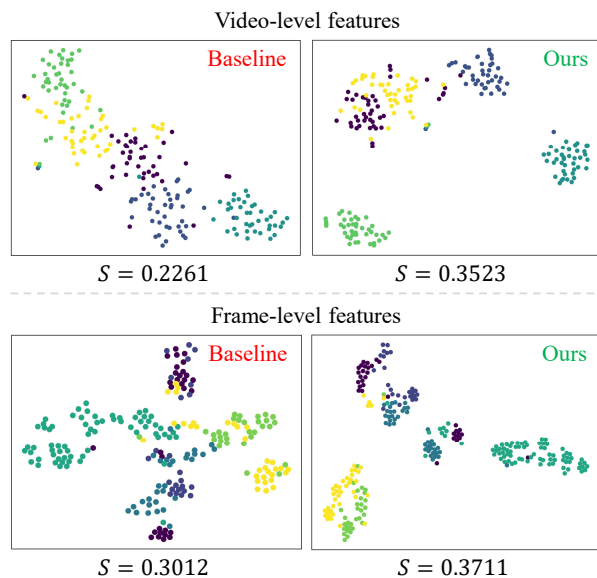 Video-level features
Baseline
Ours
S = 0.2261
S = 0.3523
Frame-level features
Baseline
Ours
S = 0.3012
S = 0.3711